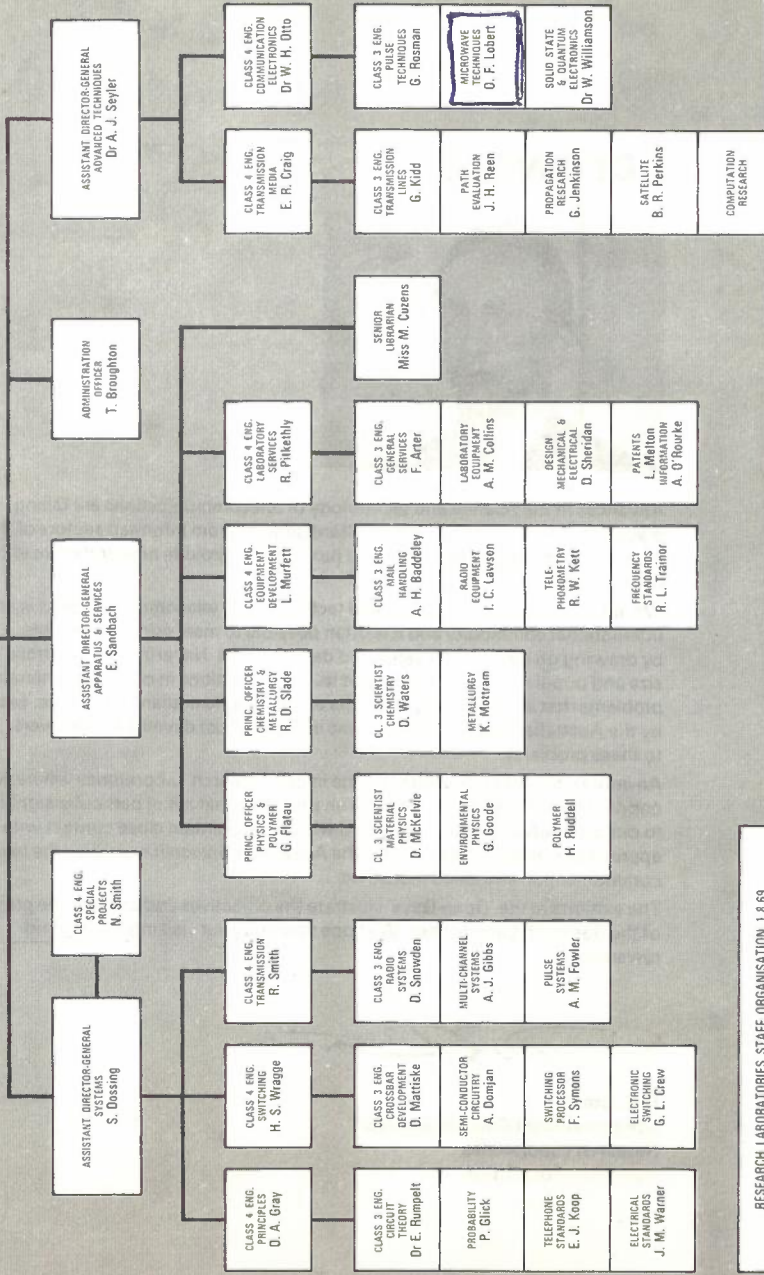 ASSISTANT DIRECTOR-GENERAL
SYSTEMS
S. Dossing
CLASS 4 ENG.
SPECIAL
PROJECTS
N. Smith
ASSISTANT DIRECTOR-GENERAL
APPARATUS & SERVICES
E. Sandbach
ADMINISTRATION
OFFICER
T. Broughton
ASSISTANT DIRECTOR-GENERAL
ADVANCED TECHNIQUES
Dr A. J. Seyler
CLASS 4 ENG.
PRINCIPLES
D. A. Gray
CLASS 4 ENG.
SWITCHING
H. S. Wragge
CLASS 4 ENG.
TRANSMISSION
R. Smith
PRINC. OFFICER
PHYSICS &
POLYMER
G. Flatau
PRINC. OFFICER
CHEMISTRY &
METALLURGY
R. D. Slade
CLASS 4 ENG.
EQUIPMENT
DEVELOPMENT
L. Murfett
CLASS 4 ENG.
LABORATORY
SERVICES
R. Pitkethly
CLASS 4 ENG.
TRANSMISSION
MEDIA
E. R. Craig
CLASS 4 ENG.
COMMUNICATION
ELECTRONICS
Dr W. H. Otto
CLASS 3 ENG.
CIRCUIT
THEORY
Dr E. Rumpelt
PROBABILITY
P. Glick
TELEPHONE
STANDARDS
E. J. Koop
ELECTRICAL
STANDARDS
J. M. Warner
CLASS 3 ENG.
CROSSBAR
DEVELOPMENT
D. Mattiske
SEMI-CONDUCTOR
CIRCUITRY
A. Domjan
SWITCHING
PROCESSOR
F. Symons
ELECTRONIC
SWITCHING
G. L. Crew
CLASS 3 ENG.
RADIO
SYSTEMS
D. Snowden
MULTI-CHANNEL
SYSTEMS
A. J. Gibbs
PULSE
SYSTEMS
A. M. Fowler
CL. 3 SCIENTIST
MATERIAL
PHYSICS
D. McKelvie
ENVIRONMENTAL
PHYSICS
G. Goode
POLYMER
H. Ruddell
CL. 3 SCIENTIST
CHEMISTRY
D. Waters
METALLURGY
K. Mottram
CLASS 3 ENG.
MAIL
HANDLING
A. H. Baddeley
RADIO
EQUIPMENT
I. C. Lawson
TELE-
PHONOMETRY
R. W. Kett
FREQUENCY
STANDARDS
R. L. Trainor
CLASS 3 ENG.
GENERAL
SERVICES
F. Arter
LABORATORY
EQUIPMENT
A. M. Collins
DESIGN
MECHANICAL &
ELECTRICAL
D. Sheridan
PATENTS
L. Melton
INFORMATION
A. O'Rourke
SENIOR
LIBRARIAN
Miss M. Cuzens
CLASS 3 ENG.
TRANSMISSION
LINES
G. Kidd
PATH
EVALUATION
J. H. Reen
PROPAGATION
RESEARCH
G. Jenkinson
SATELLITE
B. R. Perkins
COMPUTATION
RESEARCH
CLASS 3 ENG.
PULSE
TECHNIQUES
G. Rosman
MICROWAVE
TECHNIQUES
O. F. Lobert
SOLID STATE
& QUANTUM
ELECTRONICS
Dr W. Williamson
RESEARCH LABORATORIES STAFF ORGANISATION 1.8.69